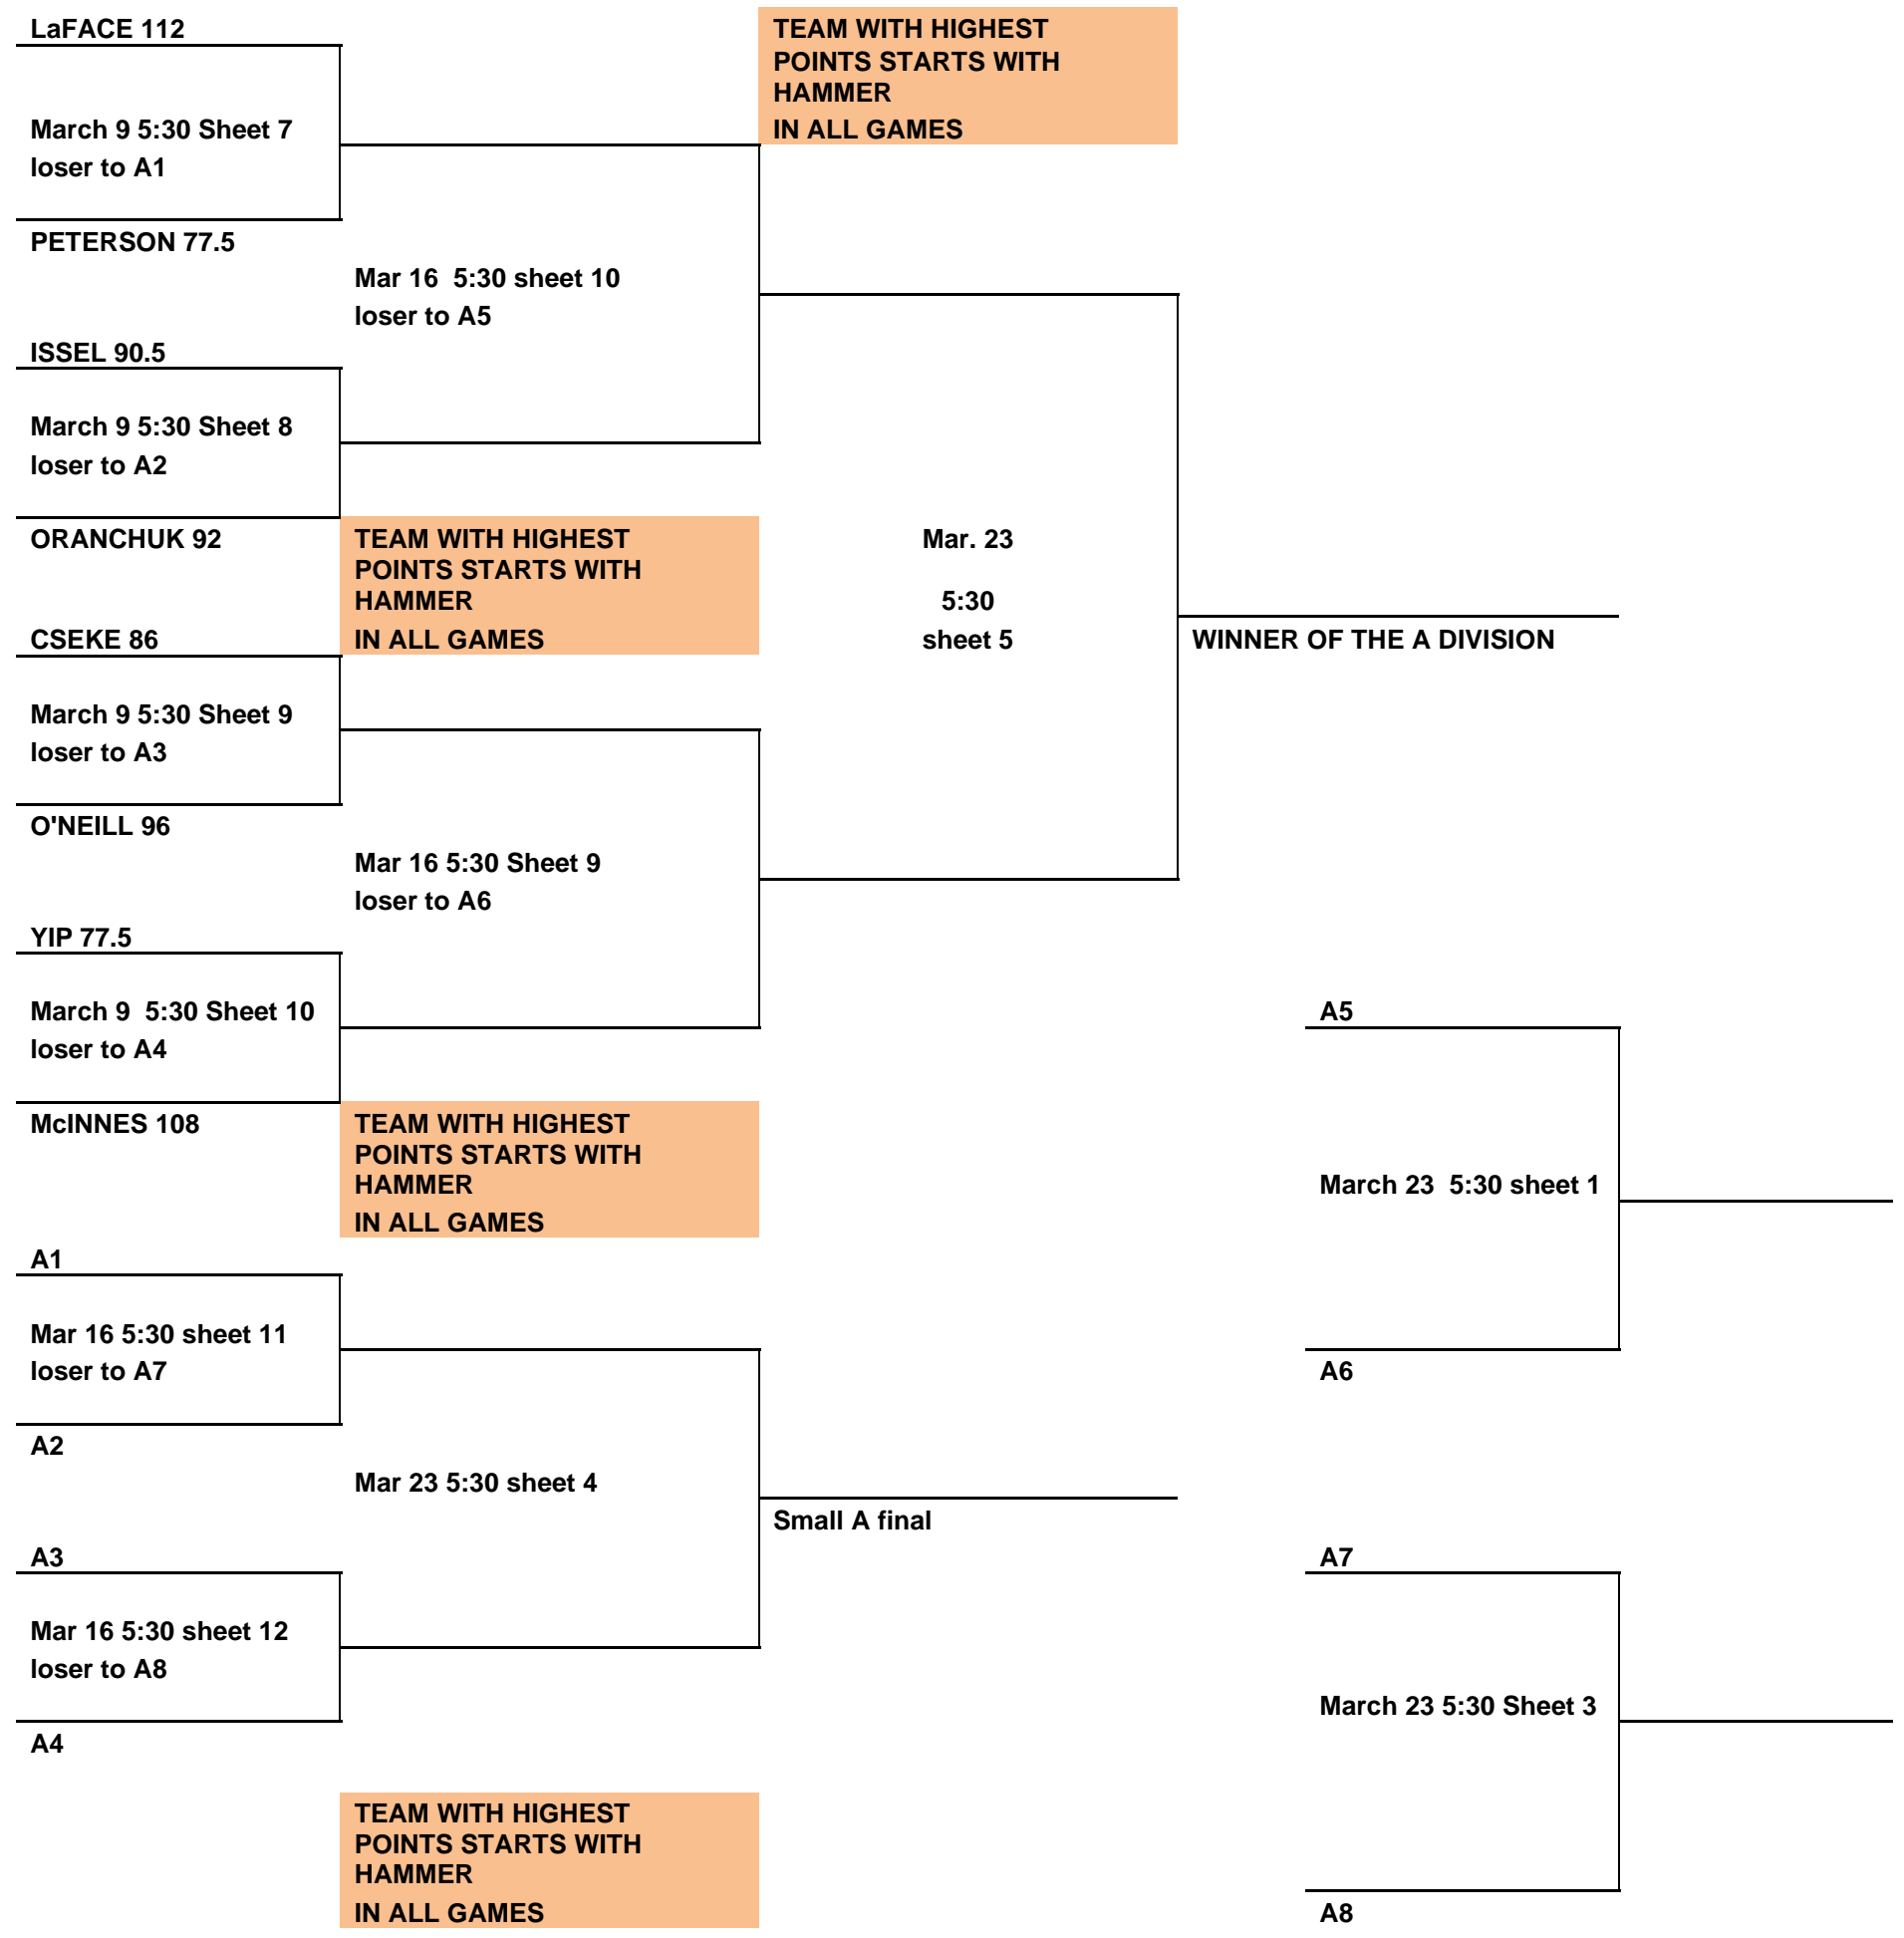 LaFACE 112
TEAM WITH HIGHEST
POINTS STARTS WITH
HAMMER
IN ALL GAMES
March 9 5:30 Sheet 7
loser to A1
PETERSON 77.5
Mar 16  5:30 sheet 10
loser to A5
ISSEL 90.5
March 9 5:30 Sheet 8
loser to A2
ORANCHUK 92
TEAM WITH HIGHEST
POINTS STARTS WITH
HAMMER
IN ALL GAMES
Mar. 23
5:30
sheet 5
CSEKE 86
WINNER OF THE A DIVISION
March 9 5:30 Sheet 9
loser to A3
O'NEILL 96
Mar 16 5:30 Sheet 9
loser to A6
YIP 77.5
March 9  5:30 Sheet 10
loser to A4
McINNES 108
TEAM WITH HIGHEST
POINTS STARTS WITH
HAMMER
IN ALL GAMES
A5
March 23  5:30 sheet 1
A6
A1
Mar 16 5:30 sheet 11
loser to A7
A2
Mar 23 5:30 sheet 4
Small A final
A3
Mar 16 5:30 sheet 12
loser to A8
A4
A7
March 23 5:30 Sheet 3
A8
TEAM WITH HIGHEST
POINTS STARTS WITH
HAMMER
IN ALL GAMES